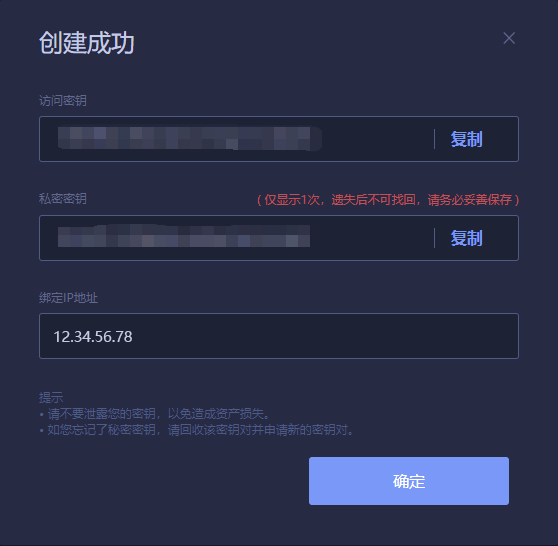 创建成功
访问密钥
复制
私密密钥
（仅显示1次，遗失后不可找回，请务必妥善保存）
复制
绑定IP地址
12.34.56.78
提示
• 请不要泄露您的密钥，以免造成资产损失。
• 如您忘记了秘密密钥，请回收该密钥对并申请新的密钥对。
确定